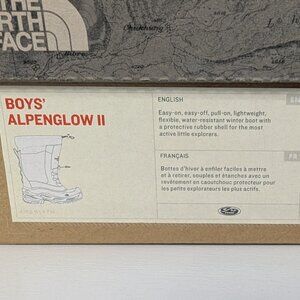 THE
NORTH
FACE
BOYS'
ALPENGLOW II
ENGLISH
Easy-on, easy-off, pull-on, lightweight,
flexible, water-resistant winter boot with
a protective rubber shell for the most
active little explorers.
FRANÇAIS
Bottes d'hiver à enfiler faciles à mettre
et à retirer, souples et étanches avec un
revêtement en caoutchouc protecteur pour
les petits explorateurs les plus actifs.